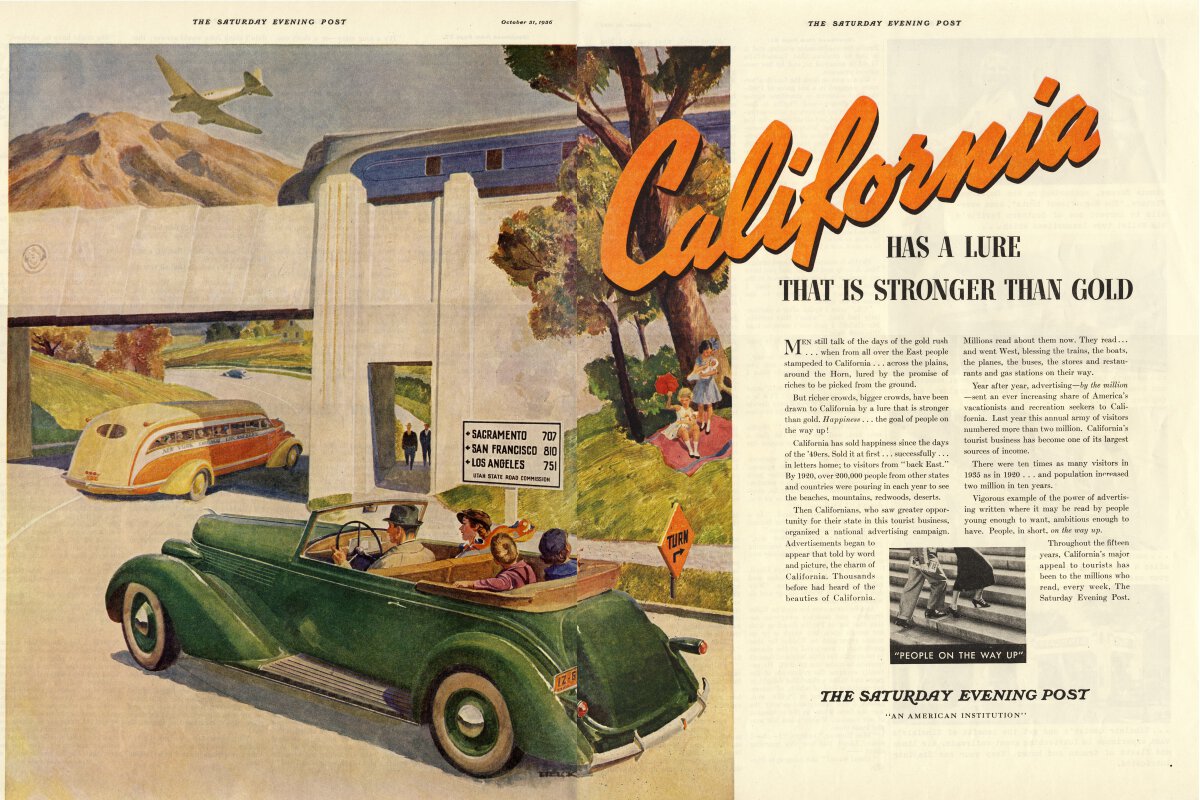 THE SATURDAY EVENING POST
October 31, 1936
THE SATURDAY EVENING POST
California
HAS A LURE
THAT IS STRONGER THAN GOLD
MEN still talk of the days of the gold rush
. . . when from all over the East people
stampeded to California . . . across the plains,
around the Horn, lured by the promise of
riches to be picked from the ground.
But richer crowds, bigger crowds, have been
drawn to California by a lure that is stronger
than gold. Happiness . . . the goal of people on
the way up!
California has sold happiness since the days
of the '49ers. Sold it at first . . . successfully . . .
in letters home; to visitors from "back East."
By 1920, over 200,000 people from other states
and countries were pouring in each year to see
the beaches, mountains, redwoods, deserts.
Then Californians, who saw greater oppor-
tunity for their state in this tourist business,
organized a national advertising campaign.
Advertisements began to
appear that told by word
and picture, the charm of
California. Thousands
before had heard of the
beauties of California.
Millions read about them now. They read . . .
and went West, blessing the trains, the boats,
the planes, the buses, the stores and restau-
rants and gas stations on their way.
Year after year, advertising—by the million
—sent an ever increasing share of America's
vacationists and recreation seekers to Cali-
fornia. Last year this annual army of visitors
numbered more than two million. California's
tourist business has become one of its largest
sources of income.
There were ten times as many visitors in
1935 as in 1920 . . . and population increased
two million in ten years.
Vigorous example of the power of advertis-
ing written where it may be read by people
young enough to want, ambitious enough to
have. People, in short, on the way up.
Throughout the fifteen
years, California's major
appeal to tourists has
been to the millions who
read, every week, The
Saturday Evening Post.
"PEOPLE ON THE WAY UP"
THE SATURDAY EVENING POST
"AN AMERICAN INSTITUTION"
SACRAMENTO 707
SAN FRANCISCO 810
LOS ANGELES 751
UTAH STATE ROAD COMMISSION
TURN